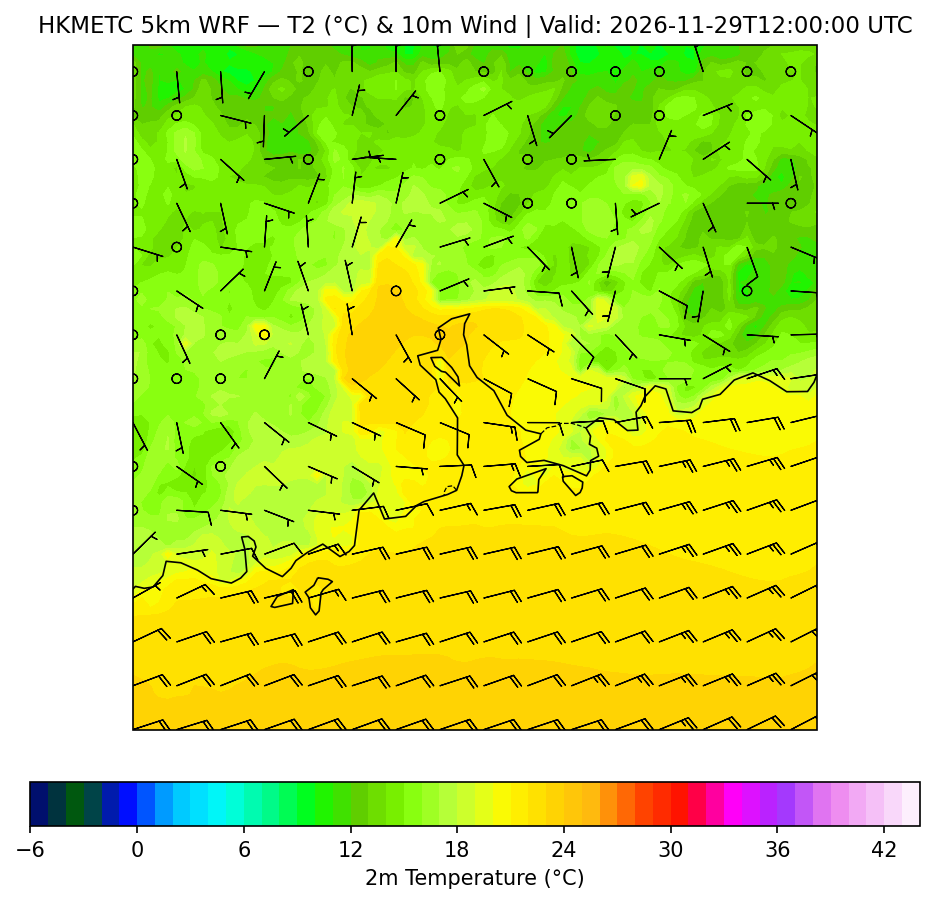 HKMETC 5km WRF — T2 (°C) & 10m Wind | Valid: 2026-11-29T12:00:00 UTC
−6 0 6 12 18 24 30 36 42
2m Temperature (°C)